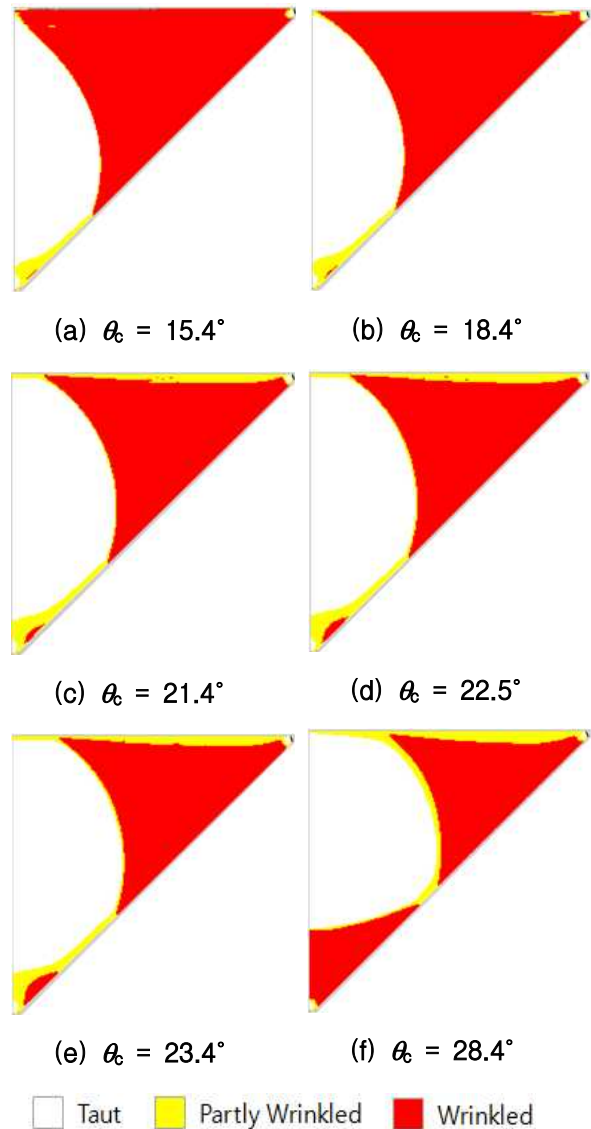 (a) θc = 15.4°
(b) θc = 18.4°
(c) θc = 21.4°
(d) θc = 22.5°
(e) θc = 23.4°
(f) θc = 28.4°
Taut
Partly Wrinkled
Wrinkled